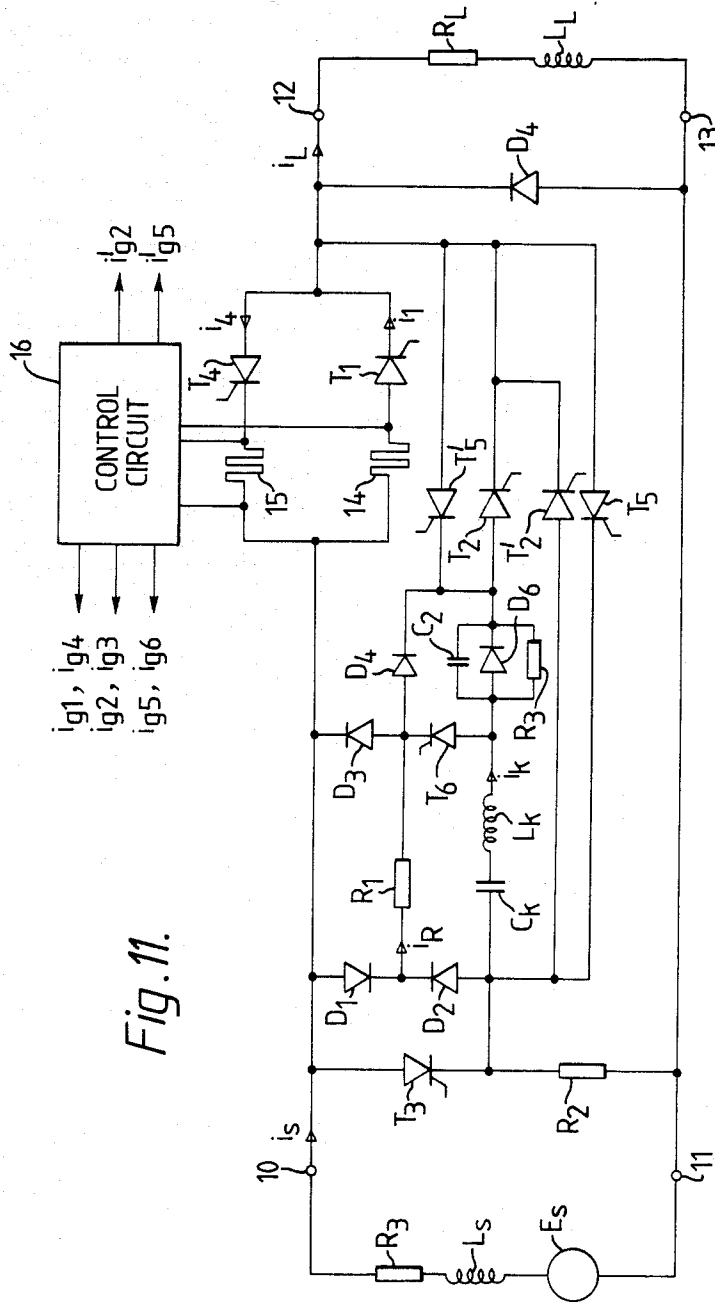 Fig. 11.
16
CONTROL
CIRCUIT
ig1, ig4
ig2, ig3
ig5, ig6
i'g2
i'g5
10
is
R3
Ls
Es
11
T3
R2
D1
D2
iR
R1
D3
T6
D4
Ck
Lk
ik
C2
D6
R3
15
14
T4
i4
T1
i1
T'5
T2
T'2
T5
iL
12
D4
RL
LL
13